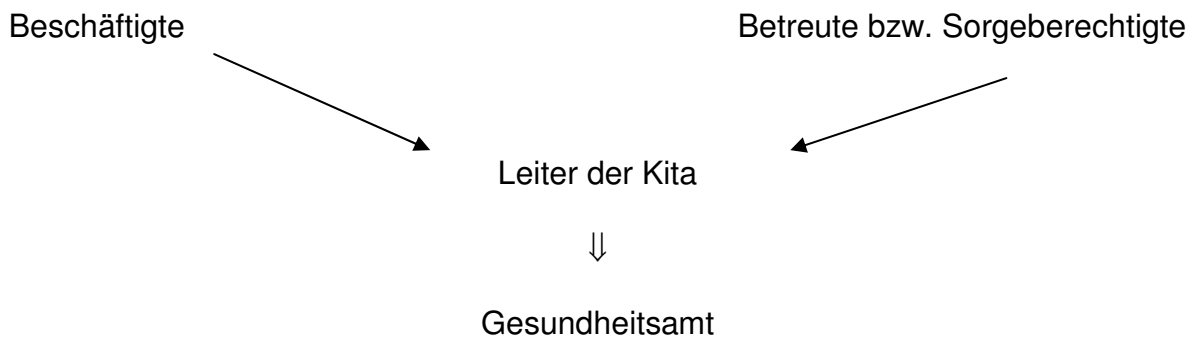 Beschäftigte Betreute bzw. Sorgeberechtigte
Leiter der Kita
⇓
Gesundheitsamt